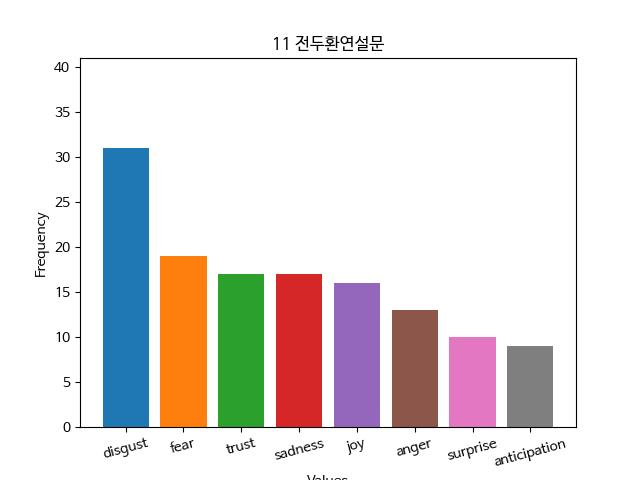 11 전두환연설문
Frequency
40
35
30
25
20
15
10
5
0
disgust fear trust sadness joy anger surprise anticipation
Values